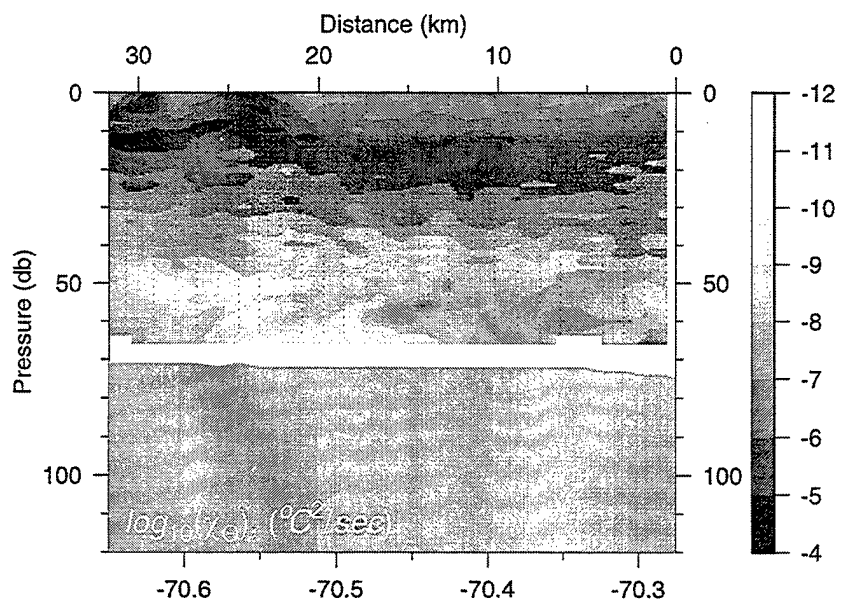 Distance (km)
30 20 10 0
0 0 -12
-11
-10
-9
50 50
-8
-7
-6
100 100
-5
-4
Pressure (db)
log₁₀(χ_Θ), (°C²/sec)
-70.6 -70.5 -70.4 -70.3